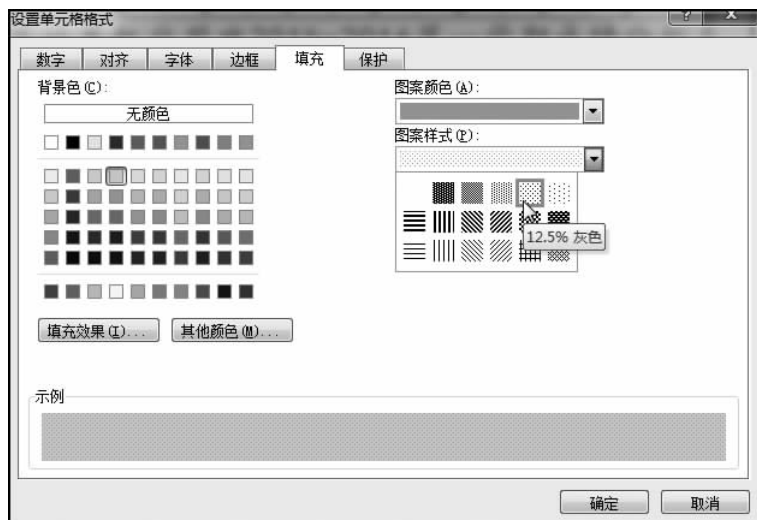 设置单元格格式
数字 对齐 字体 边框 填充 保护
背景色(C):
无颜色
图案颜色(A):
图案样式(P):
12.5% 灰色
填充效果(I)... 其他颜色(M)...
示例
确定 取消